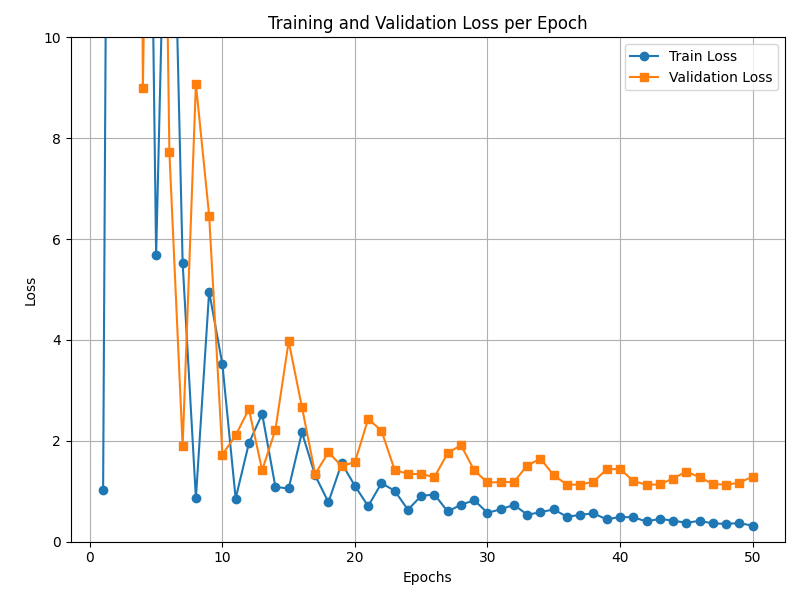 Training and Validation Loss per Epoch
Train Loss
Validation Loss
Loss
10
8
6
4
2
0
0 10 20 30 40 50
Epochs